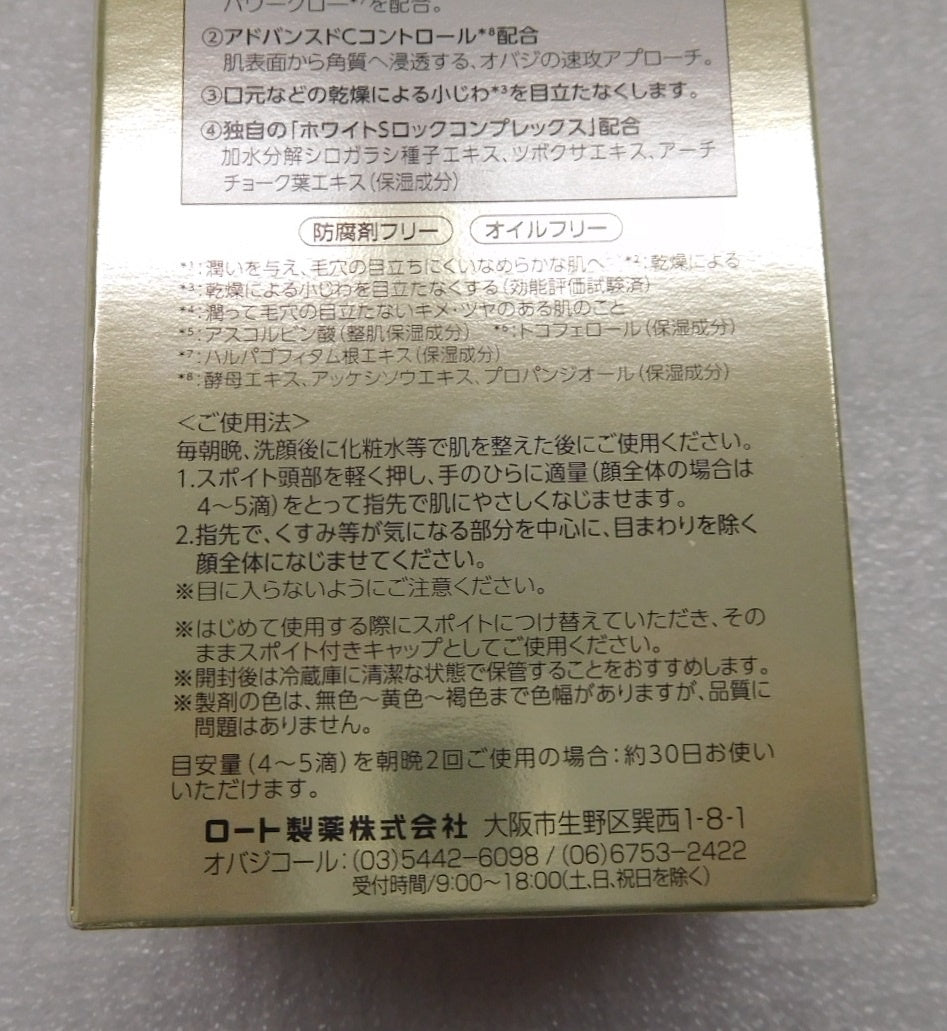 パワーグロー*⁷を配合。
②アドバンスドCコントロール*⁸配合
肌表面から角質へ浸透する、オバジの速攻アプローチ。
③口元などの乾燥による小じわ*³を目立たなくします。
④独自の「ホワイトSロックコンプレックス」配合
加水分解シロガラシ種子エキス、ツボクサエキス、アーチ
チョーク葉エキス(保湿成分)
防腐剤フリー オイルフリー
*¹:潤いを与え、毛穴の目立ちにくいなめらかな肌へ *²:乾燥による
*³:乾燥による小じわを目立たなくする(効能評価試験済)
*⁴:潤って毛穴の目立たないキメ・ツヤのある肌のこと
*⁵:アスコルビン酸(整肌保湿成分) *⁶:トコフェロール(保湿成分)
*⁷:ハルパゴフィタム根エキス(保湿成分)
*⁸:酵母エキス、アッケシソウエキス、プロパンジオール(保湿成分)
<ご使用法>
毎朝晩、洗顔後に化粧水等で肌を整えた後にご使用ください。
1.スポイト頭部を軽く押し、手のひらに適量(顔全体の場合は
4〜5滴)をとって指先で肌にやさしくなじませます。
2.指先で、くすみ等が気になる部分を中心に、目まわりを除く
顔全体になじませてください。
※目に入らないようにご注意ください。
※はじめて使用する際にスポイトにつけ替えていただき、その
ままスポイト付きキャップとしてご使用ください。
※開封後は冷蔵庫に清潔な状態で保管することをおすすめします。
※製剤の色は、無色〜黄色〜褐色まで色幅がありますが、品質に
問題はありません。
目安量(4〜5滴)を朝晩2回ご使用の場合:約30日お使い
いただけます。
ロート製薬株式会社 大阪市生野区巽西1-8-1
オバジコール:(03)5442-6098/(06)6753-2422
受付時間/9:00〜18:00(土、日、祝日を除く)